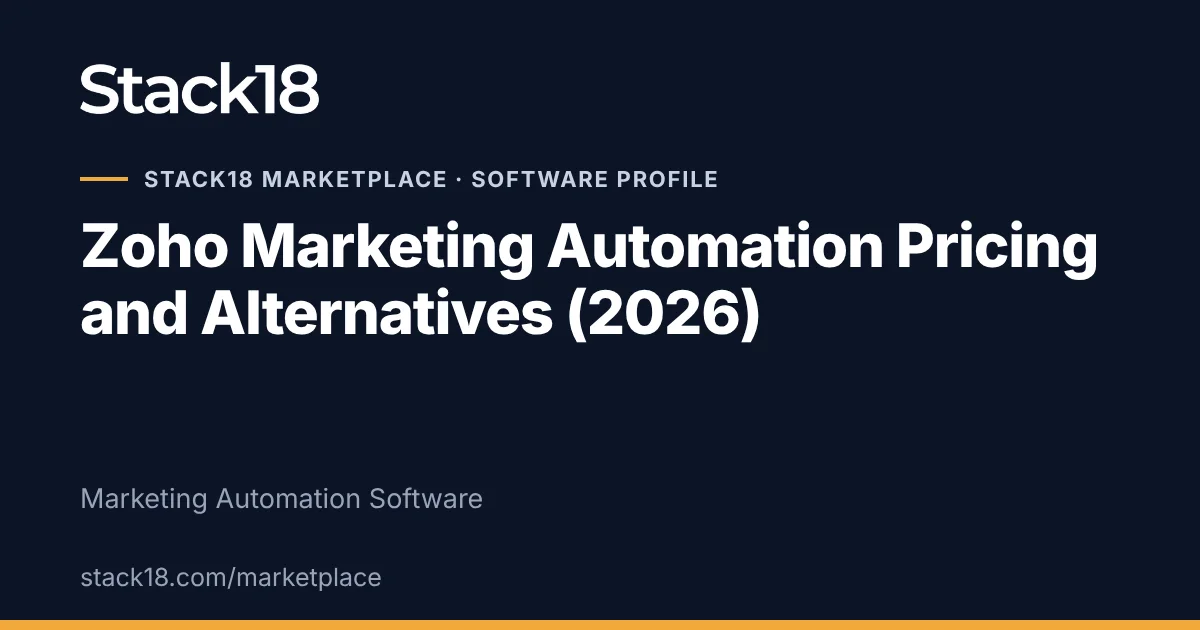 Stack18
STACK18 MARKETPLACE · SOFTWARE PROFILE
Zoho Marketing Automation Pricing
and Alternatives (2026)
Marketing Automation Software
stack18.com/marketplace